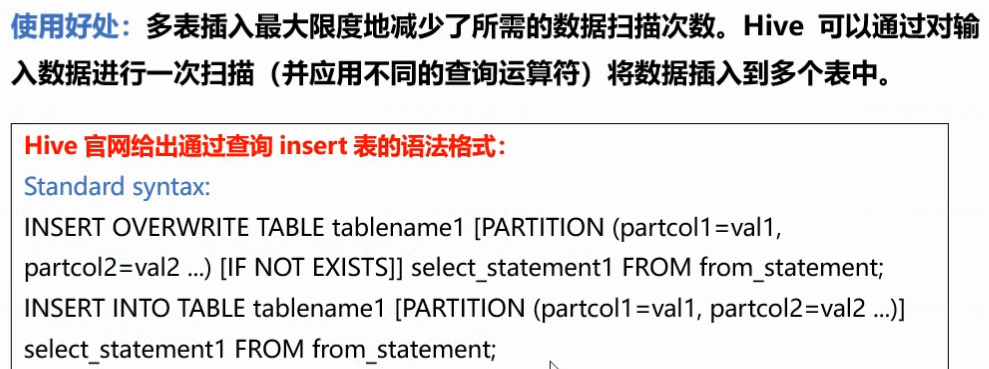 使用好处：多表插入最大限度地减少了所需的数据扫描次数。Hive 可以通过对输
入数据进行一次扫描（并应用不同的查询运算符）将数据插入到多个表中。
Hive 官网给出通过查询 insert 表的语法格式：
Standard syntax:
INSERT OVERWRITE TABLE tablename1 [PARTITION (partcol1=val1,
partcol2=val2 ...) [IF NOT EXISTS]] select_statement1 FROM from_statement;
INSERT INTO TABLE tablename1 [PARTITION (partcol1=val1, partcol2=val2 ...)]
select_statement1 FROM from_statement;